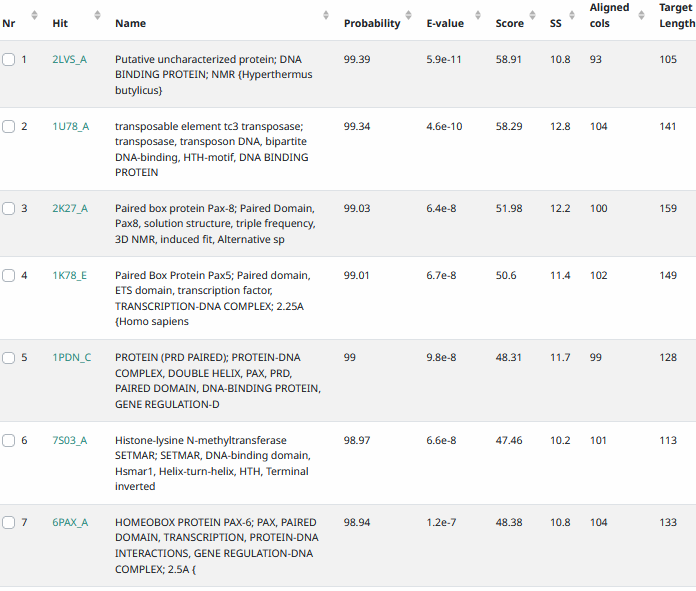 Nr Hit Name Probability E-value Score SS Aligned cols Target Length
1 2LVS_A Putative uncharacterized protein; DNA 99.39 5.9e-11 58.91 10.8 93 105
BINDING PROTEIN; NMR {Hyperthermus
butylicus}
2 1U78_A transposable element tc3 transposase; 99.34 4.6e-10 58.29 12.8 104 141
transposase, transposon DNA, bipartite
DNA-binding, HTH-motif, DNA BINDING
PROTEIN
3 2K27_A Paired box protein Pax-8; Paired Domain, 99.03 6.4e-8 51.98 12.2 100 159
Pax8, solution structure, triple frequency,
3D NMR, induced fit, Alternative sp
4 1K78_E Paired Box Protein Pax5; Paired domain, 99.01 6.7e-8 50.6 11.4 102 149
ETS domain, transcription factor,
TRANSCRIPTION-DNA COMPLEX; 2.25A
{Homo sapiens
5 1PDN_C PROTEIN (PRD PAIRED); PROTEIN-DNA 99 9.8e-8 48.31 11.7 99 128
COMPLEX, DOUBLE HELIX, PAX, PRD,
PAIRED DOMAIN, DNA-BINDING PROTEIN,
GENE REGULATION-D
6 7S03_A Histone-lysine N-methyltransferase 98.97 6.6e-8 47.46 10.2 101 113
SETMAR; SETMAR, DNA-binding domain,
Hsmar1, Helix-turn-helix, HTH, Terminal
inverted
7 6PAX_A HOMEOBOX PROTEIN PAX-6; PAX, PAIRED 98.94 1.2e-7 48.38 10.8 104 133
DOMAIN, TRANSCRIPTION, PROTEIN-DNA
INTERACTIONS, GENE REGULATION-DNA
COMPLEX; 2.5A {